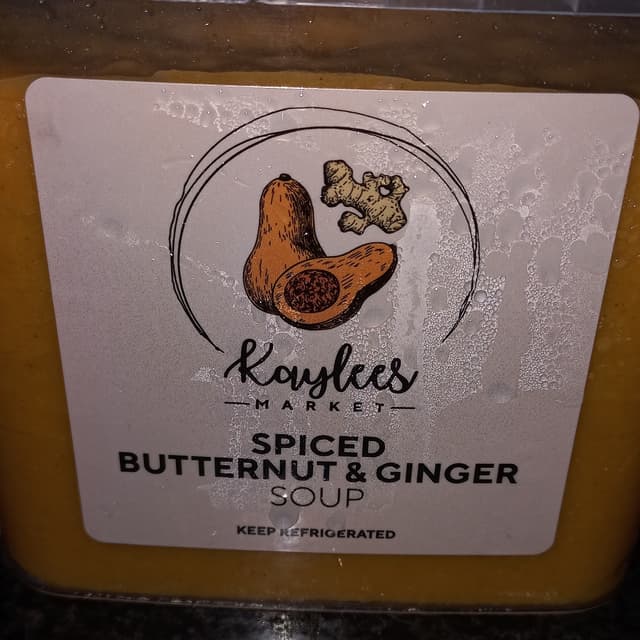 Kaylees
MARKET
SPICED
BUTTERNUT & GINGER
SOUP
KEEP REFRIGERATED